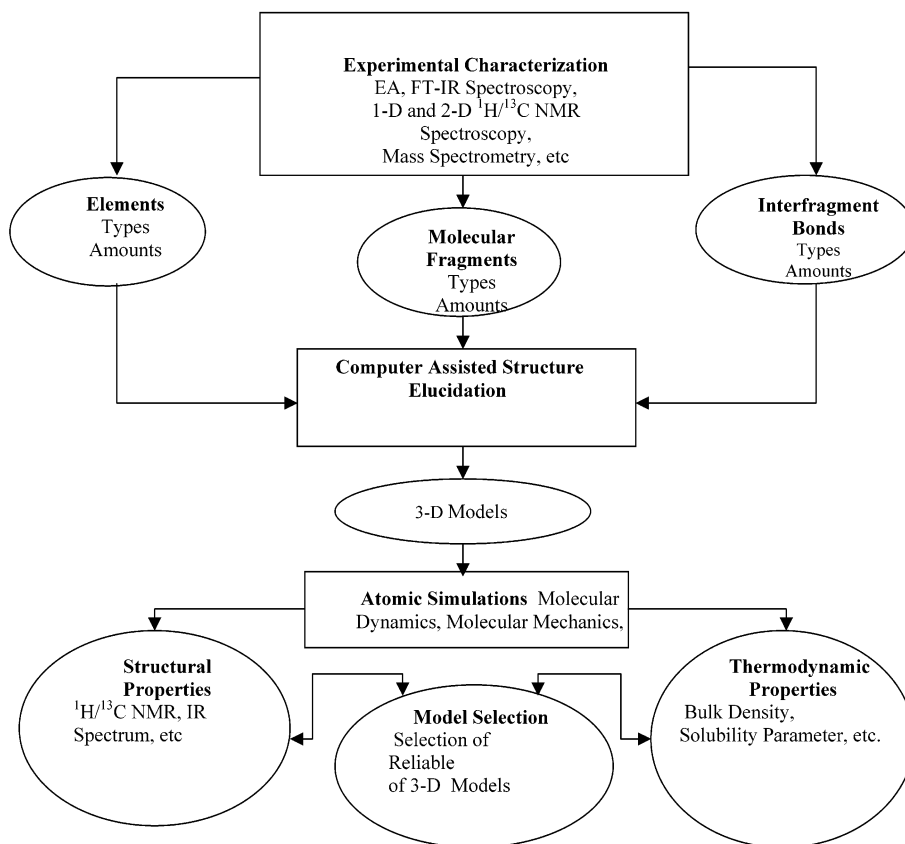 Experimental Characterization
EA, FT-IR Spectroscopy,
1-D and 2-D ¹H/¹³C NMR
Spectroscopy,
Mass Spectrometry, etc
Elements
Types
Amounts
Molecular
Fragments
Types
Amounts
Interfragment
Bonds
Types
Amounts
Computer Assisted Structure
Elucidation
3-D Models
Atomic Simulations Molecular
Dynamics, Molecular Mechanics,
Structural
Properties
¹H/¹³C NMR, IR
Spectrum, etc
Model Selection
Selection of
Reliable
of 3-D Models
Thermodynamic
Properties
Bulk Density,
Solubility Parameter, etc.